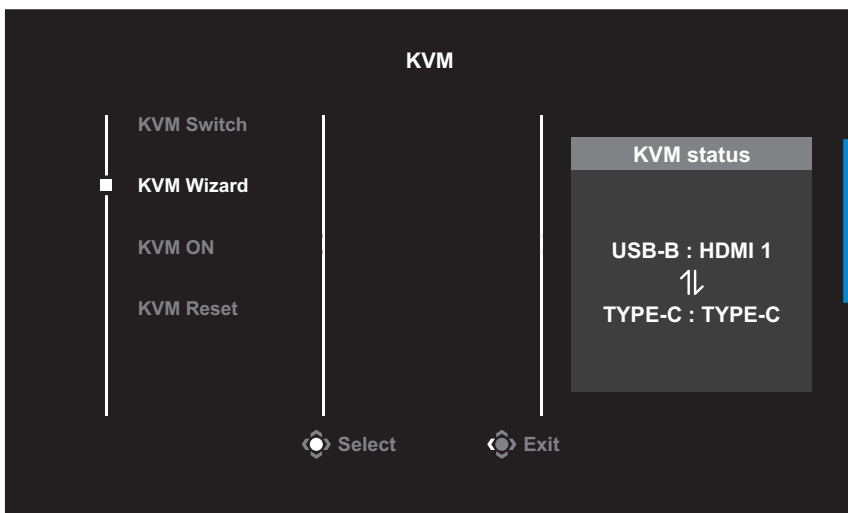 KVM
KVM Switch
KVM Wizard
KVM ON
KVM Reset
KVM status
USB-B : HDMI 1
TYPE-C : TYPE-C
Select
Exit